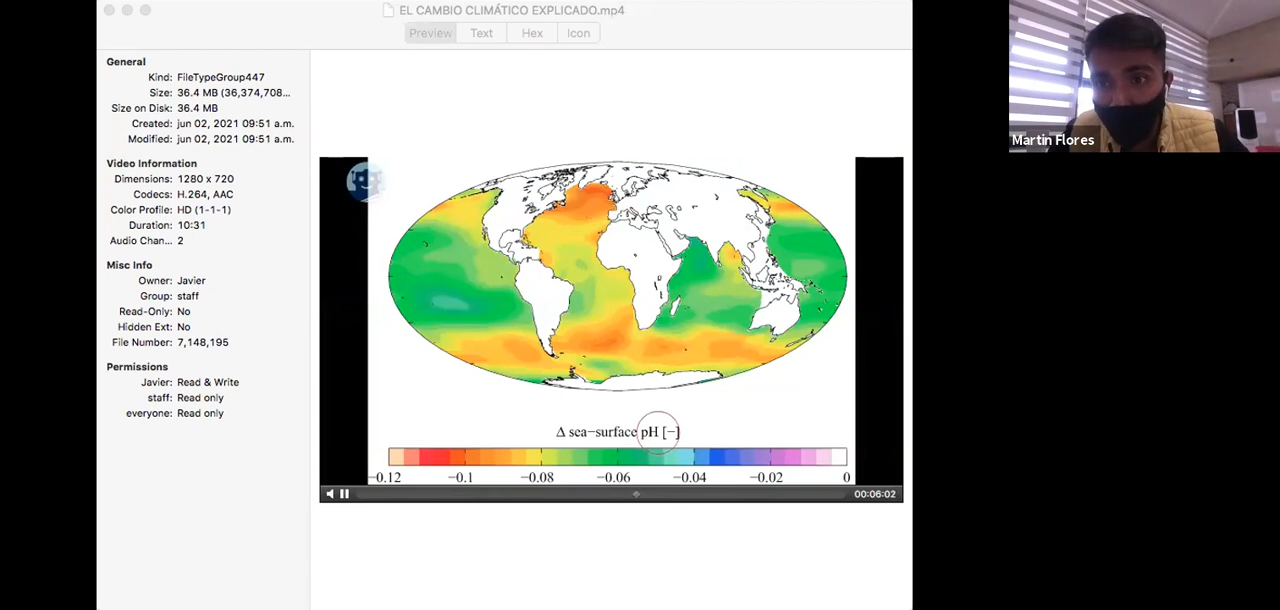 EL CAMBIO CLIMÁTICO EXPLICADO.mp4
Preview Text Hex Icon
General
Kind: FileTypeGroup447
Size: 36.4 MB (36,374,708...
Size on Disk: 36.4 MB
Created: jun 02, 2021 09:51 a.m.
Modified: jun 02, 2021 09:51 a.m.
Video Information
Dimensions: 1280 x 720
Codecs: H.264, AAC
Color Profile: HD (1-1-1)
Duration: 10:31
Audio Chan... 2
Misc Info
Owner: Javier
Group: staff
Read-Only: No
Hidden Ext: No
File Number: 7,148,195
Permissions
Javier: Read & Write
staff: Read only
everyone: Read only
Δ sea-surface pH [-]
-0.12 -0.1 -0.08 -0.06 -0.04 -0.02 0
00:06:02
Martin Flores